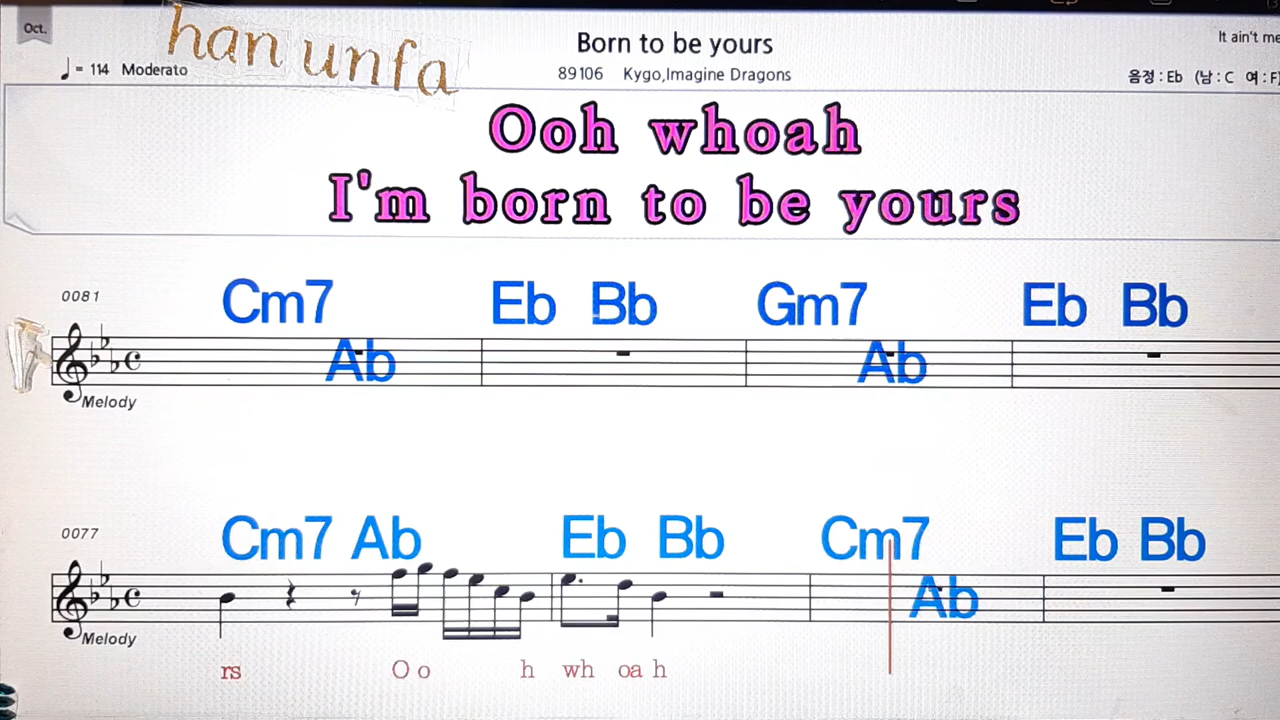 Oct.
han unfa
Born to be yours
It ain't me
♩= 114 Moderato
89106 Kygo,Imagine Dragons
음정 : Eb (남 : C 여 : F)
Ooh whoah
I'm born to be yours
0081
Cm7 Ab Eb Bb Gm7 Ab Eb Bb
Melody
0077
Cm7 Ab Eb Bb Cm7 Ab Eb Bb
Melody
rs O o h wh oa h